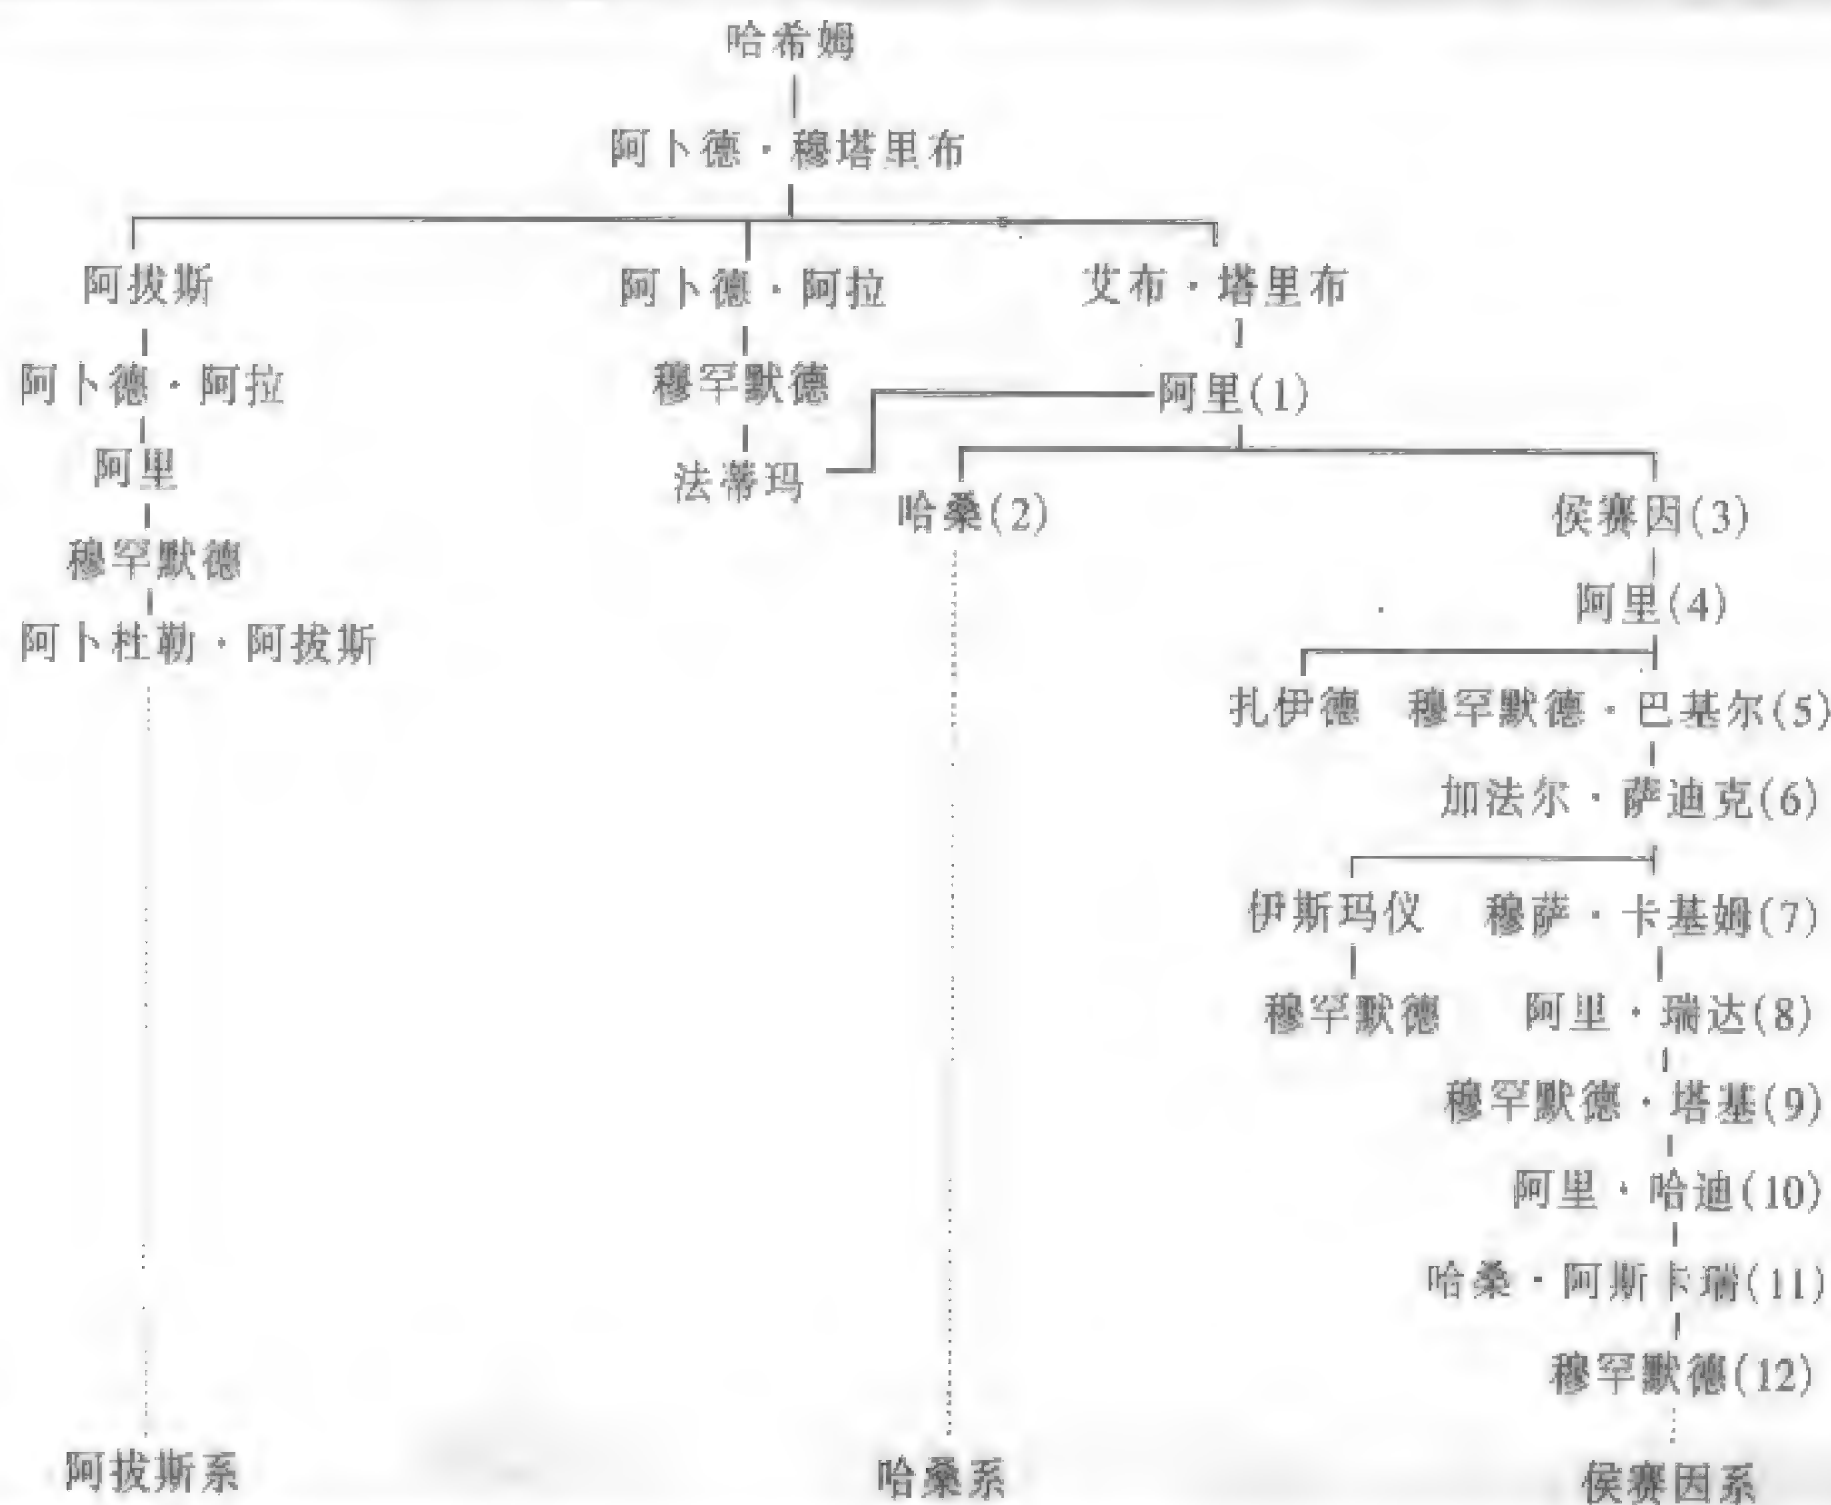 哈希姆
阿卜德·穆塔里布
阿拔斯 阿卜德·阿拉 艾布·塔里布
阿卜德·阿拉 穆罕默德 阿里(1)
阿里 法蒂玛 哈桑(2) 侯赛因(3)
穆罕默德
阿里(4)
阿卜杜勒·阿拔斯
扎伊德 穆罕默德·巴基尔(5)
加法尔·萨迪克(6)
伊斯玛仪 穆萨·卡基姆(7)
穆罕默德 阿里·瑞达(8)
穆罕默德·塔基(9)
阿里·哈迪(10)
哈桑·阿斯卡瑞(11)
穆罕默德(12)
阿拔斯系 哈桑系 侯赛因系